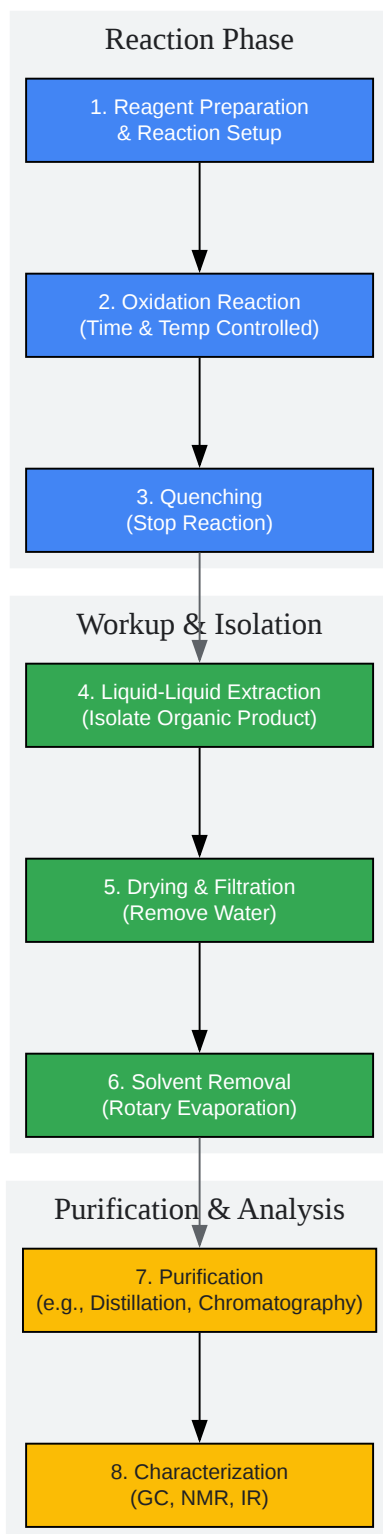 Reaction Phase
1. Reagent Preparation
& Reaction Setup
2. Oxidation Reaction
(Time & Temp Controlled)
3. Quenching
(Stop Reaction)
Workup & Isolation
4. Liquid-Liquid Extraction
(Isolate Organic Product)
5. Drying & Filtration
(Remove Water)
6. Solvent Removal
(Rotary Evaporation)
Purification & Analysis
7. Purification
(e.g., Distillation, Chromatography)
8. Characterization
(GC, NMR, IR)